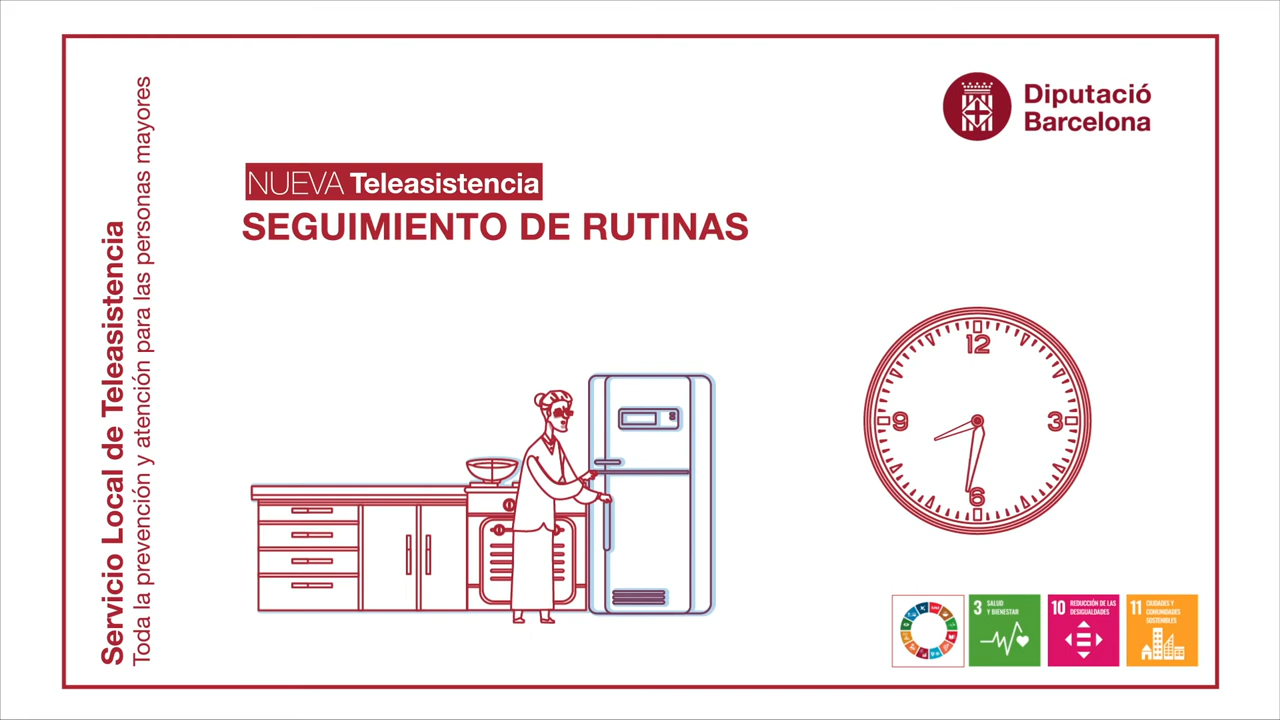 Servicio Local de Teleasistencia
Toda la prevención y atención para las personas mayores
Diputació
Barcelona
NUEVA Teleasistencia
SEGUIMIENTO DE RUTINAS
12
3
6
9
3 SALUD
Y BIENESTAR
10 REDUCCIÓN DE LAS
DESIGUALDADES
11 CIUDADES Y
COMUNIDADES
SOSTENIBLES